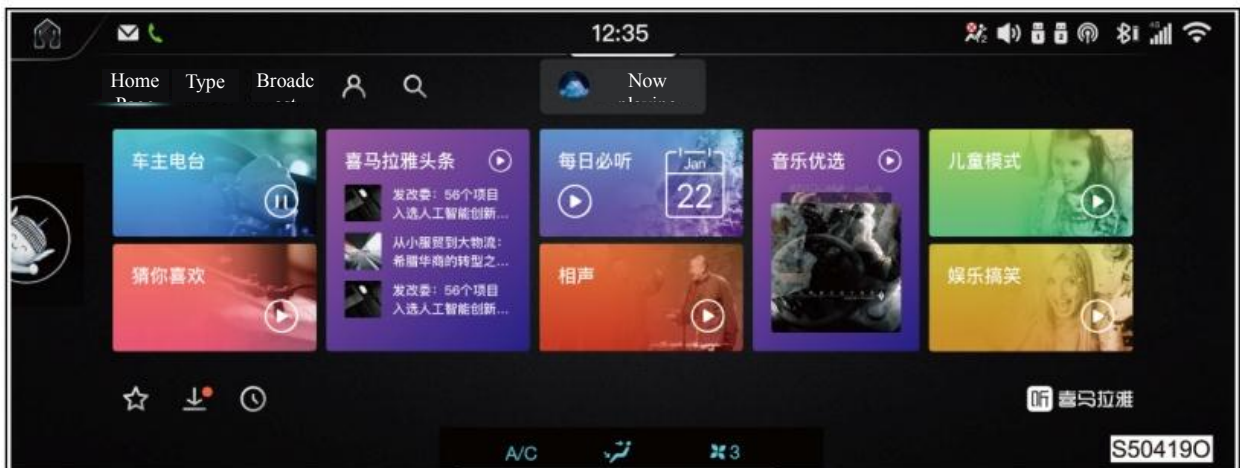 12:35
4G
Home
Type
Broadc
Now
车主电台
喜马拉雅头条
发改委：56个项目
入选人工智能创新...
从小服贸到大物流：
希腊华商的转型之...
发改委：56个项目
入选人工智能创新...
每日必听
Jan
22
音乐优选
儿童模式
猜你喜欢
相声
娱乐搞笑
听 喜马拉雅
A/C
3
S50419O